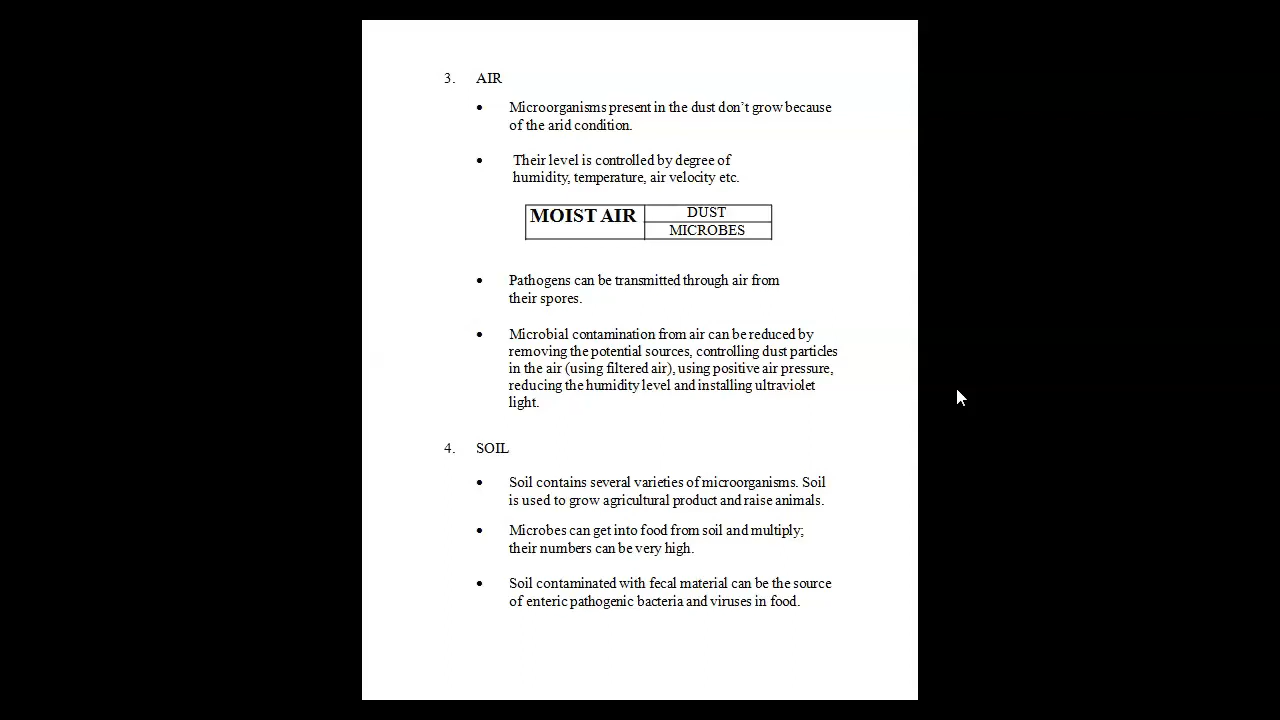 3. AIR
• Microorganisms present in the dust don’t grow because
of the arid condition.
• Their level is controlled by degree of
humidity, temperature, air velocity etc.
MOIST AIR DUST
MICROBES
• Pathogens can be transmitted through air from
their spores.
• Microbial contamination from air can be reduced by
removing the potential sources, controlling dust particles
in the air (using filtered air), using positive air pressure,
reducing the humidity level and installing ultraviolet
light.
4. SOIL
• Soil contains several varieties of microorganisms. Soil
is used to grow agricultural product and raise animals.
• Microbes can get into food from soil and multiply;
their numbers can be very high.
• Soil contaminated with fecal material can be the source
of enteric pathogenic bacteria and viruses in food.